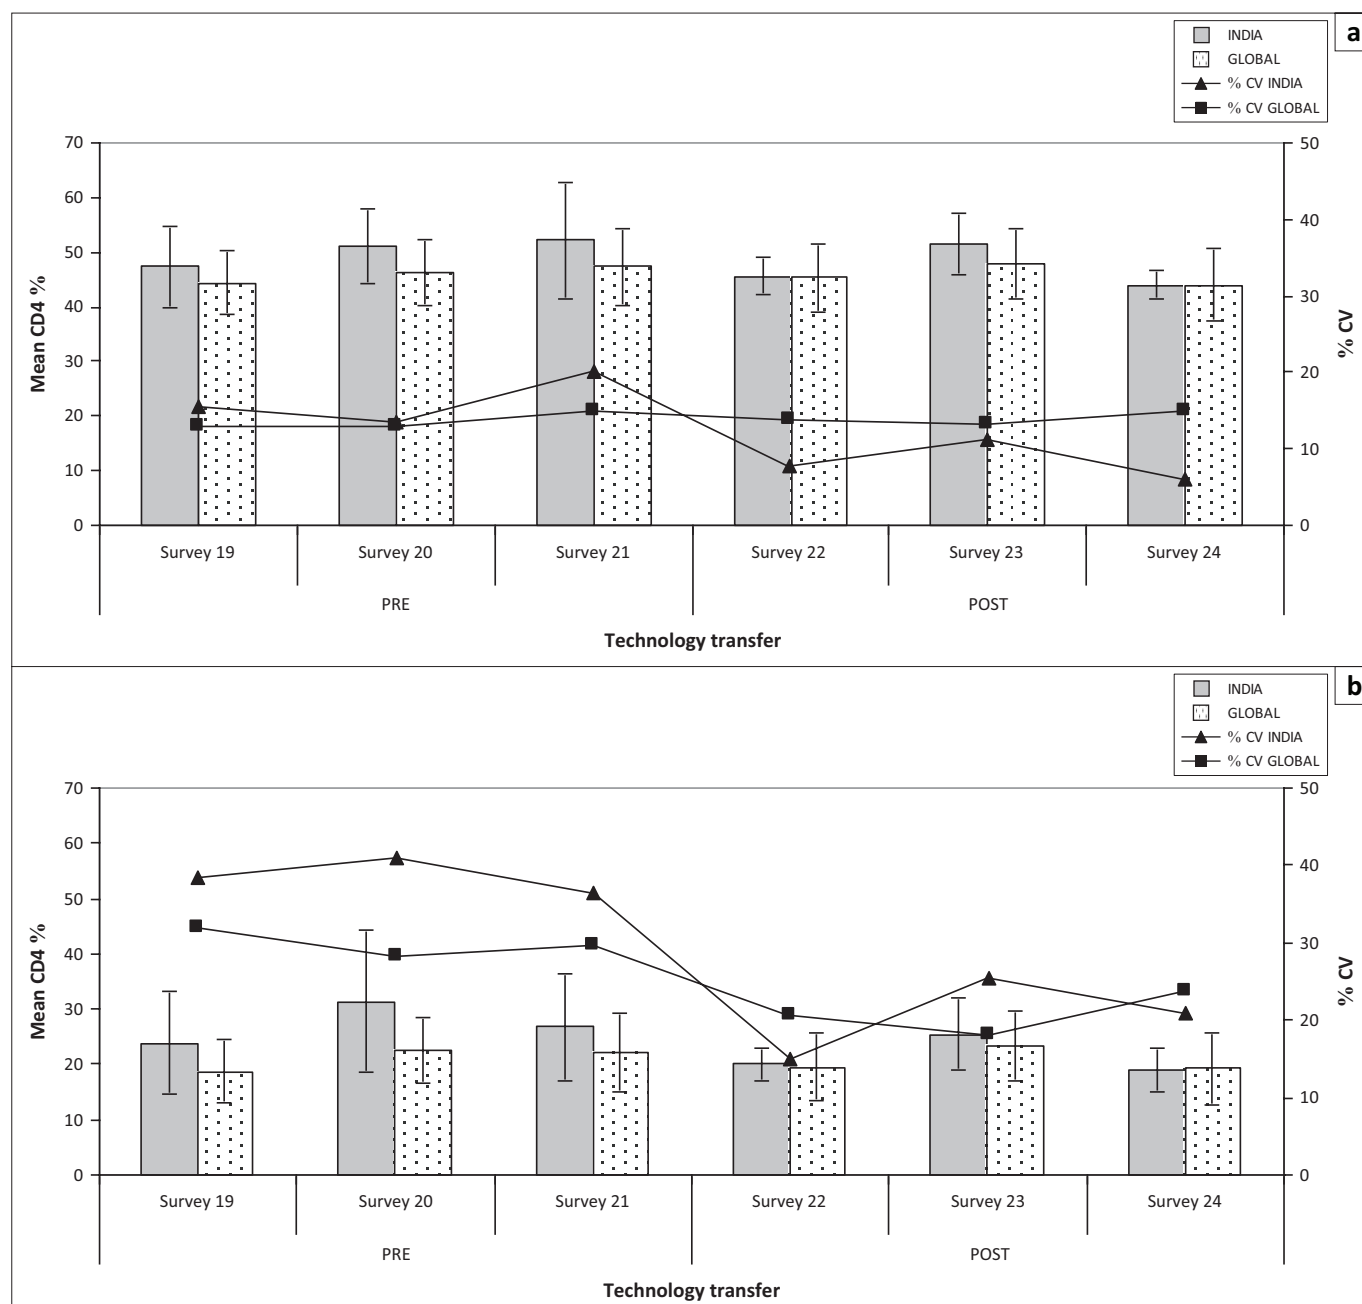 a
INDIA
GLOBAL
% CV INDIA
% CV GLOBAL
70
60
50
40
30
20
10
0
Mean CD4 %
50
40
30
20
10
0
% CV
Survey 19 Survey 20 Survey 21 Survey 22 Survey 23 Survey 24
PRE POST
Technology transfer
b
INDIA
GLOBAL
% CV INDIA
% CV GLOBAL
70
60
50
40
30
20
10
0
Mean CD4 %
50
40
30
20
10
0
% CV
Survey 19 Survey 20 Survey 21 Survey 22 Survey 23 Survey 24
PRE POST
Technology transfer